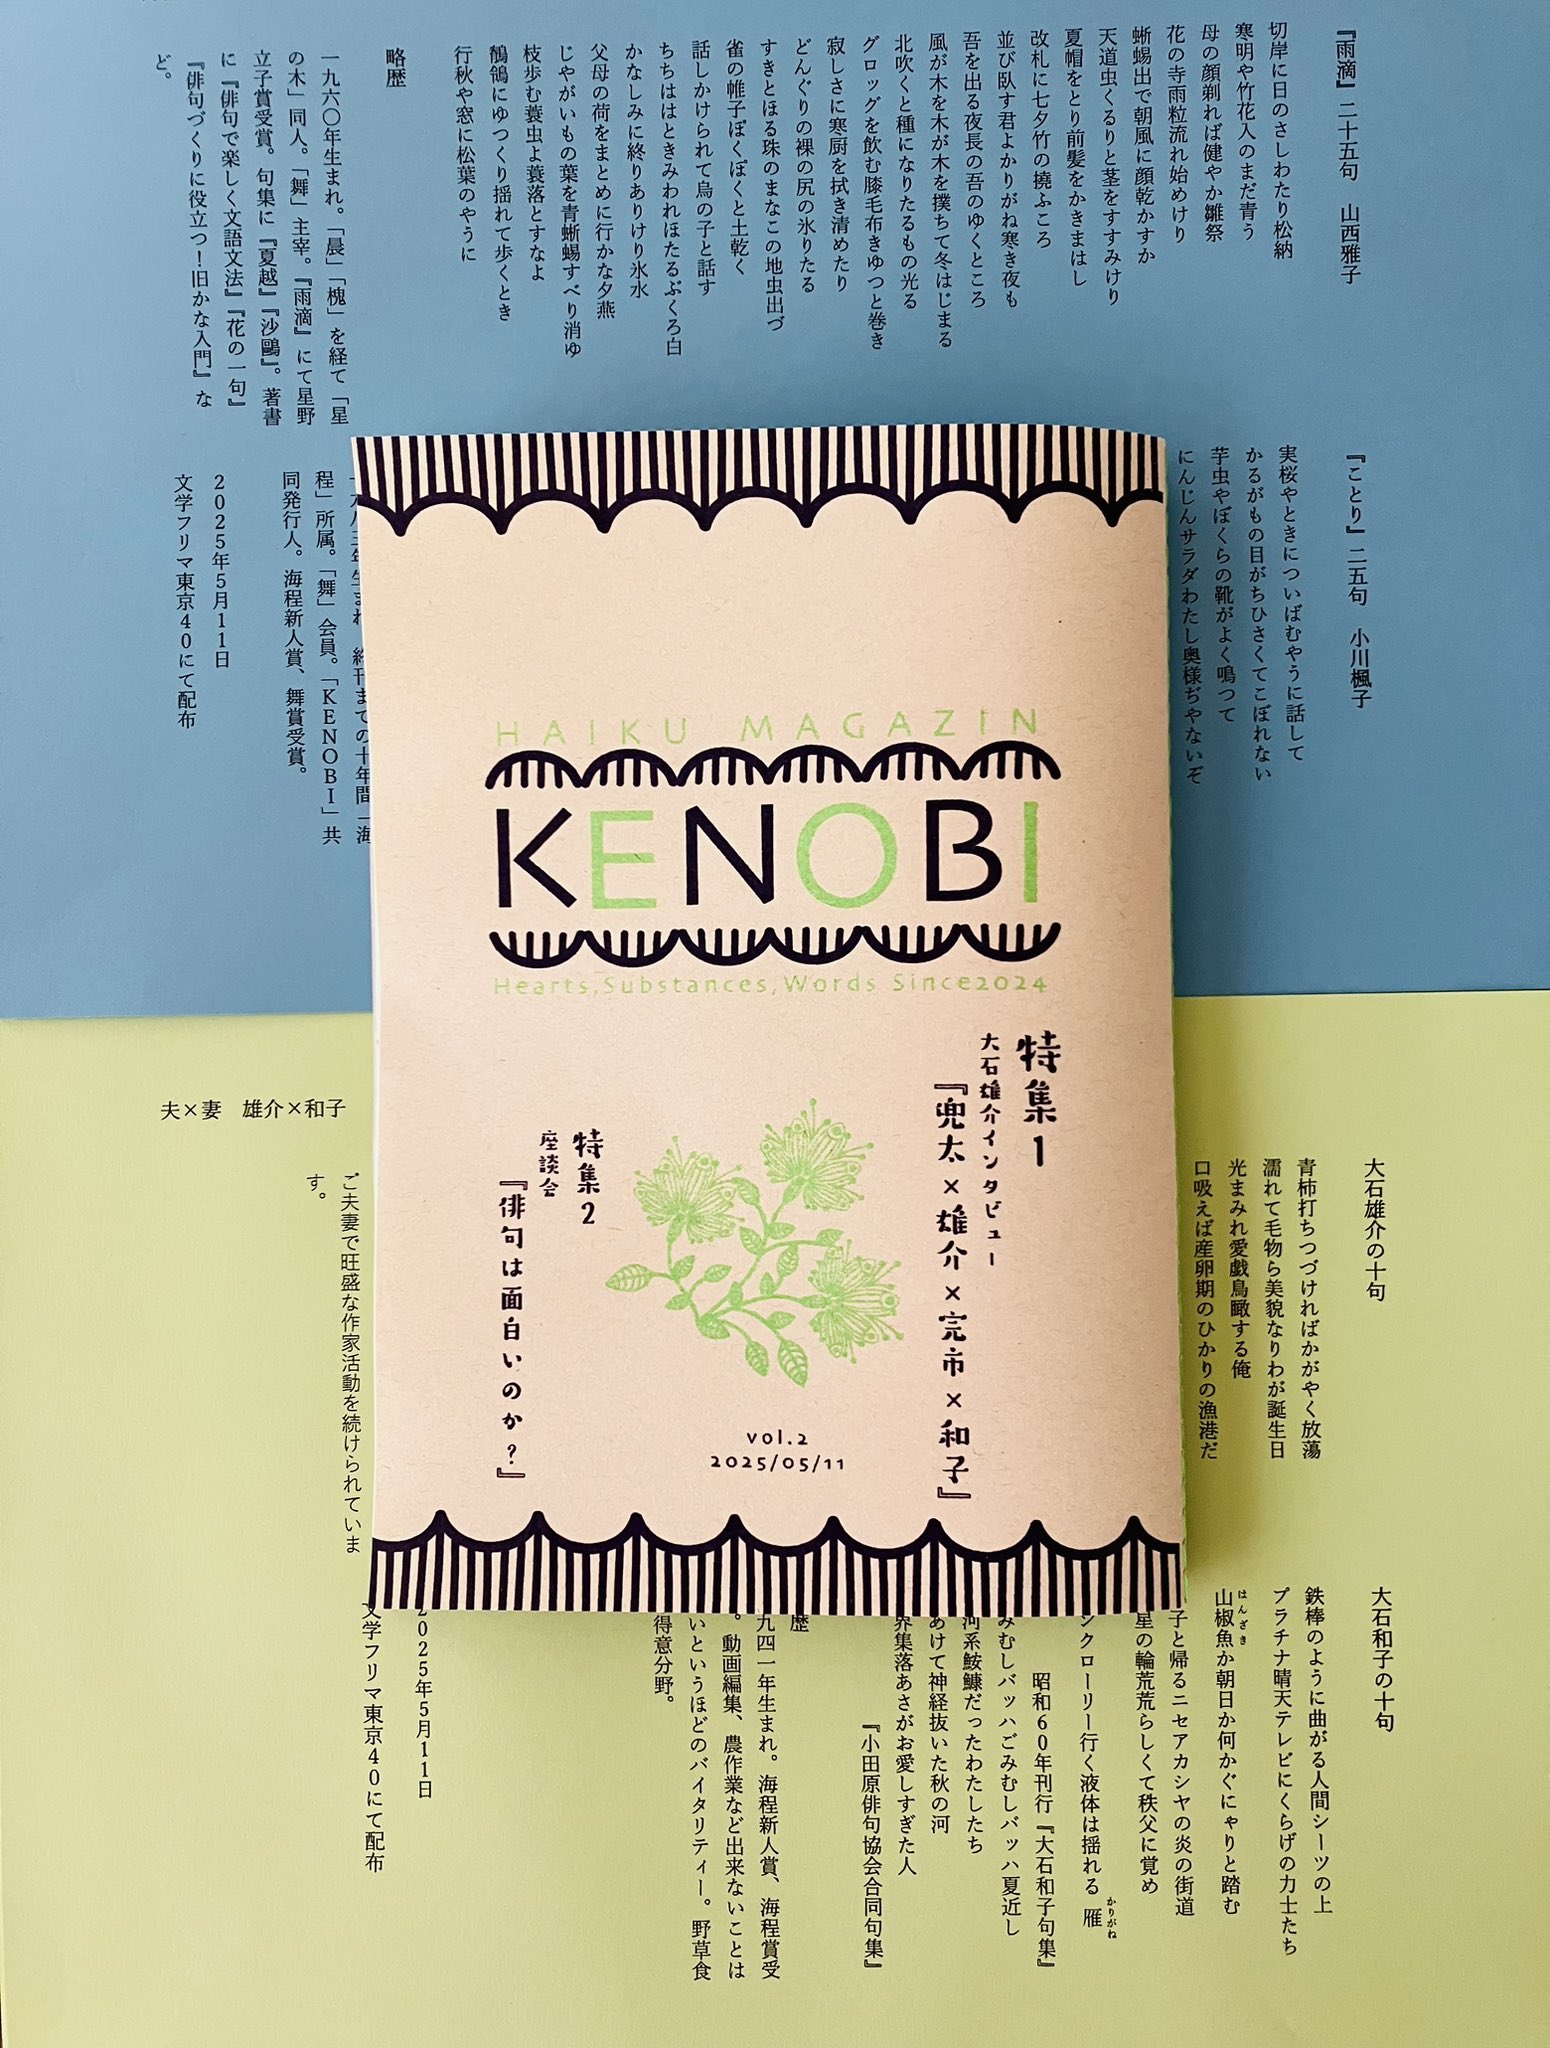 『雨滴』二十五句　山西雅子
切岸に日のさしわたり松納
寒明や竹花入のまだ青う
母の顔剃れば健やか雛祭
花の寺雨粒流れ始めけり
蜥蜴出で朝風に顔乾かすか
天道虫くるりと茎をすすみけり
夏帽をとり前髪をかきまはし
改札に七夕竹の撓ふころ
並び臥す君よかりがね寒き夜も
吾を出る夜長の吾のゆくところ
風が木を木が木を撲ちて冬はじまる
北吹くと種になりたるもの光る
グロッグを飲む膝毛布きゆつと巻き
寂しさに寒厨を拭き清めたり
どんぐりの裸の尻の氷りたる
すきとほる珠のまなこの地虫出づ
雀の帷子ぽくぽくと土乾く
話しかけられて烏の子と話す
ちちははときみわれほたるぶくろ白
かなしみに終りありけり氷水
父母の荷をまとめに行かな夕燕
じやがいもの葉を青蜥蜴すべり消ゆ
枝歩む蓑虫よ蓑落とすなよ
鶺鴒にゆつくり揺れて歩くとき
行秋や窓に松葉のやうに
略歴
一九六〇年生まれ。「晨」「槐」を経て「星
の木」同人。「舞」主宰。『雨滴』にて星野
立子賞受賞。句集に『夏越』『沙鷗』。著書
に『俳句で楽しく文語文法』『花の一句』
『俳句づくりに役立つ！旧かな入門』な
ど。
『ことり』二五句　小川楓子
実桜やときについばむやうに話して
かるがもの目がちひさくてこぼれない
芋虫やぼくらの靴がよく鳴つて
にんじんサラダわたし奥様ぢやないぞ
終刊までの十年間「海
程」所属。「舞」会員。「KENOBI」共
同発行人。海程新人賞、舞賞受賞。
2025年5月11日
文学フリマ東京40にて配布
HAIKU MAGAZIN
KENOBI
Hearts,Substances,Words Since2024
特集1
大石雄介インタビュー
『兜太×雄介×完市×和子』
特集2
座談会
『俳句は面白いのか?』
vol.2
2025/05/11
大石雄介の十句
青柿打ちつづければかがやく放蕩
濡れて毛物ら美貌なりわが誕生日
光まみれ愛戯鳥瞰する俺
口吸えば産卵期のひかりの漁港だ
夫×妻　雄介×和子
ご夫妻で旺盛な作家活動を続けられていま
す。
大石和子の十句
鉄棒のように曲がる人間シーツの上
プラチナ晴天テレビにくらげの力士たち
山椒魚か朝日か何かぐにゃりと踏む
はんざき
子と帰るニセアカシヤの炎の街道
星の輪荒荒らしくて秩父に覚め
ンクローリー行く液体は揺れる 雁
かりがね
昭和60年刊行『大石和子句集』
みむしバッハごみむしバッハ夏近し
河系鮟鱇だったわたしたち
あけて神経抜いた秋の河
界集落あさがお愛しすぎた人
『小田原俳句協会合同句集』
歴
九四一年生まれ。海程新人賞、海程賞受
。動画編集、農作業など出来ないことは
いというほどのバイタリティー。野草食
得意分野。
2025年5月11日
文学フリマ東京40にて配布